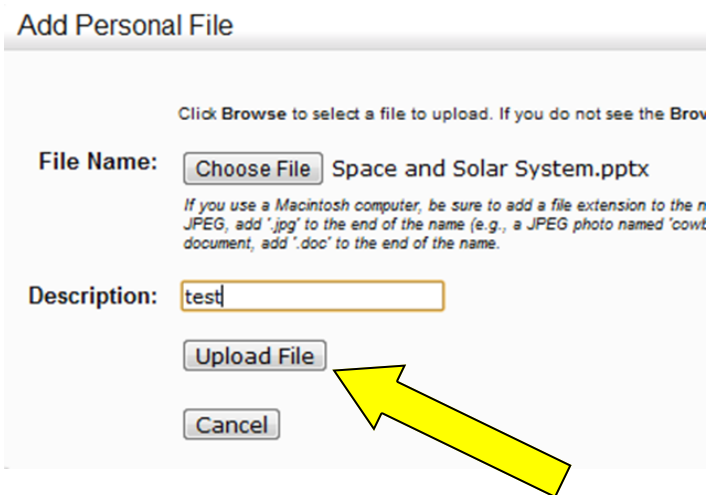 Add Personal File
Click Browse to select a file to upload. If you do not see the Brow
File Name: Choose File Space and Solar System.pptx
If you use a Macintosh computer, be sure to add a file extension to the n
JPEG, add '.jpg' to the end of the name (e.g., a JPEG photo named 'cowb
document, add '.doc' to the end of the name.
Description: test
Upload File
Cancel